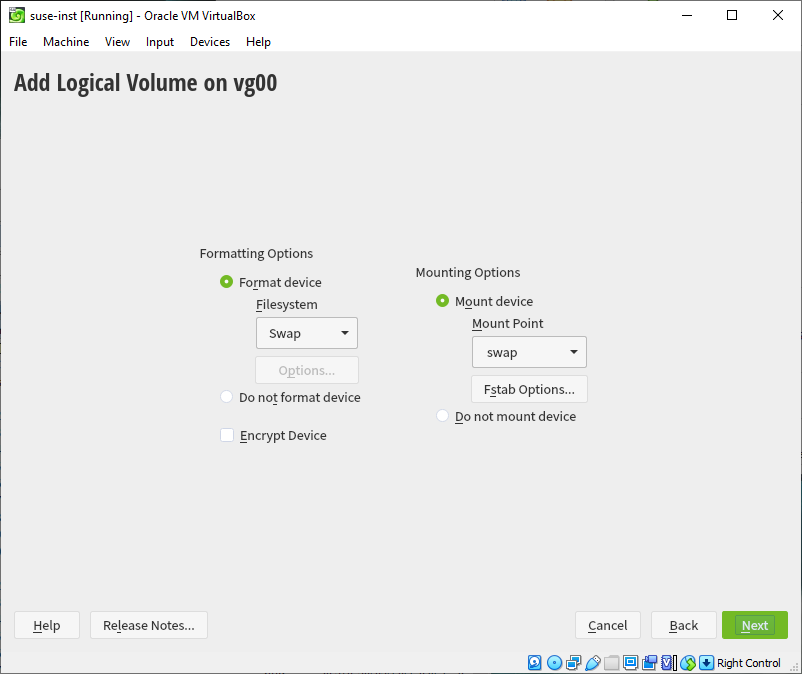 suse-inst [Running] - Oracle VM VirtualBox
File Machine View Input Devices Help
Add Logical Volume on vg00
Formatting Options
Format device
Filesystem
Swap
Options...
Do not format device
Encrypt Device
Mounting Options
Mount device
Mount Point
swap
Fstab Options...
Do not mount device
Help Release Notes... Cancel Back Next
Right Control